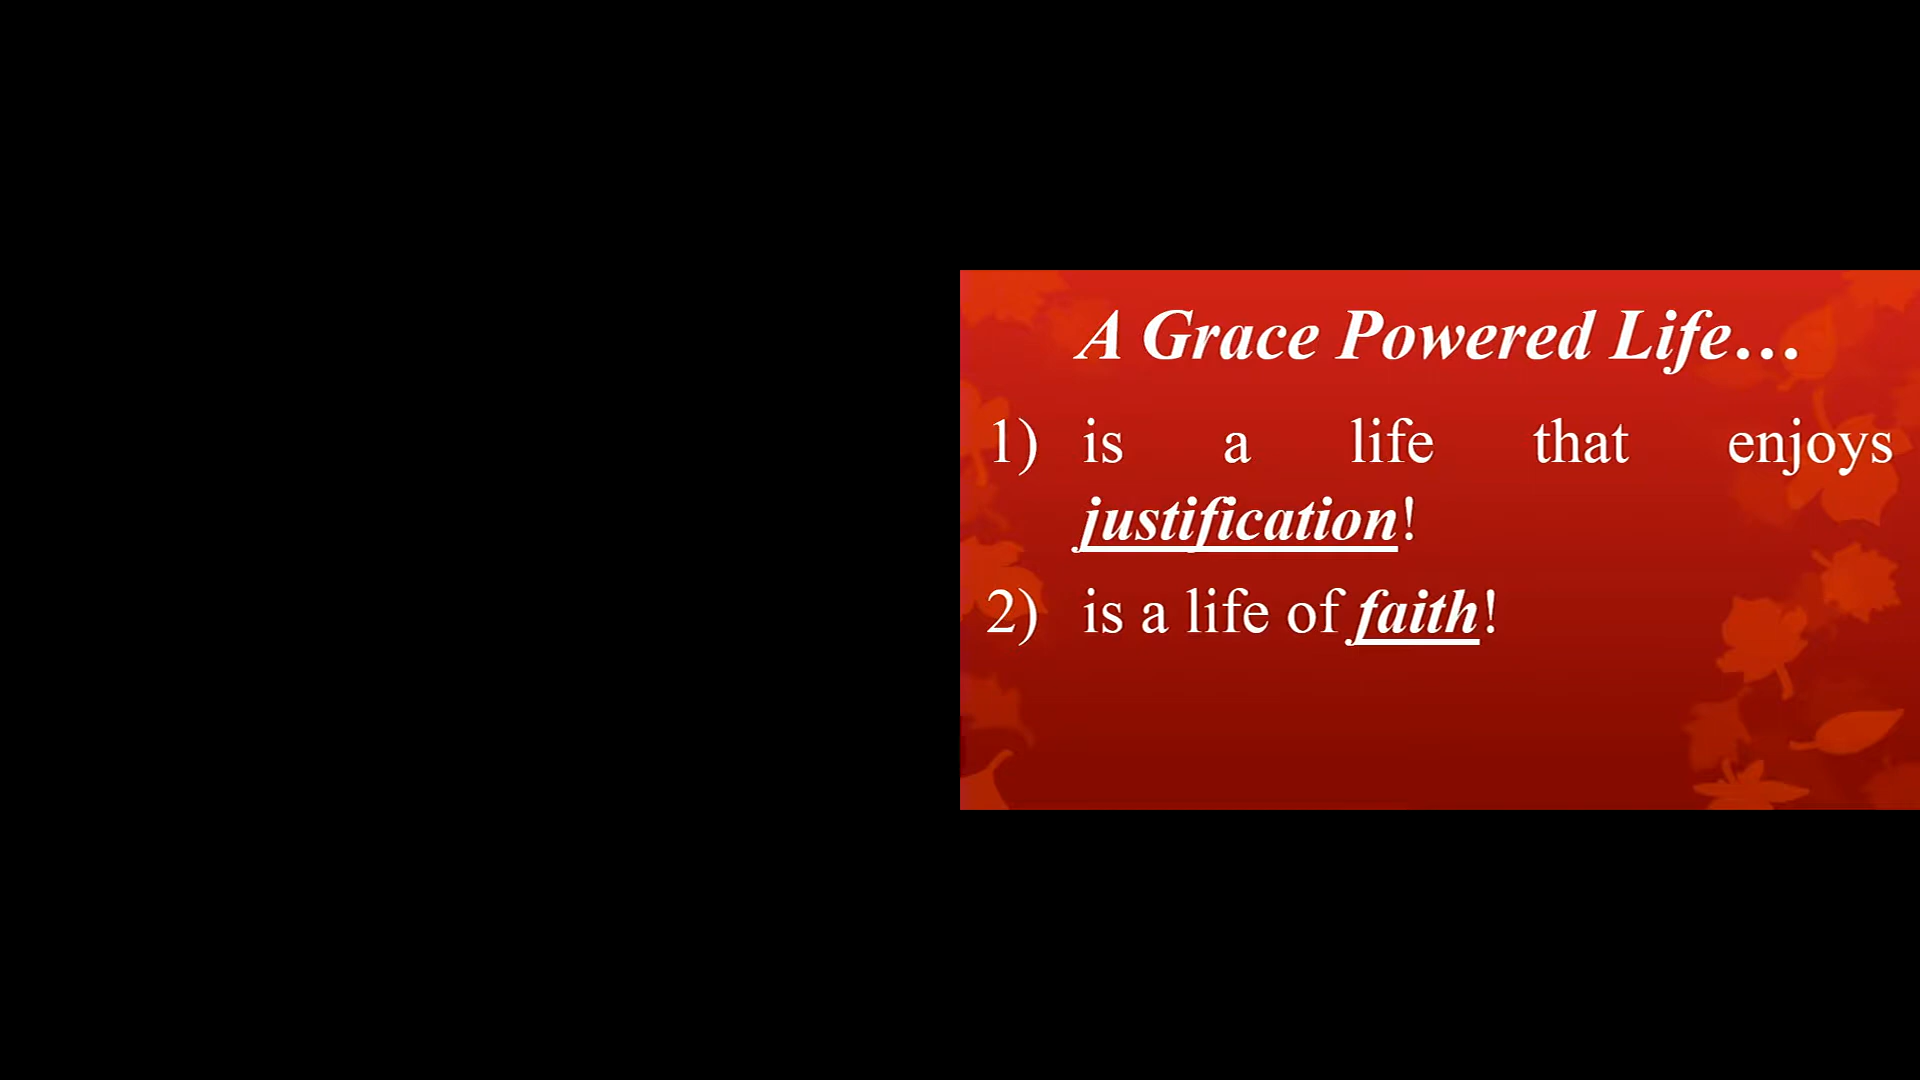 A Grace Powered Life…
1) is a life that enjoys
justification!
2) is a life of faith!